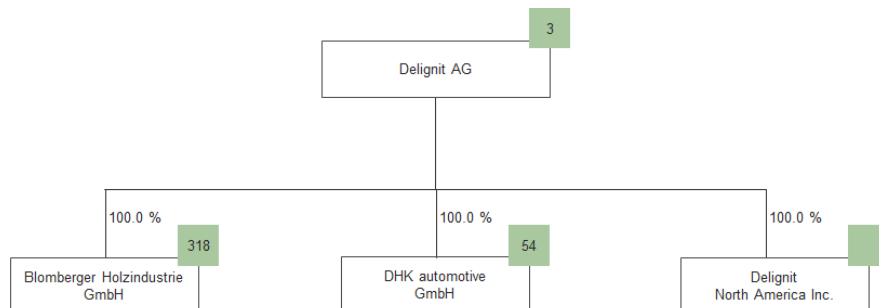 3
Delignit AG
100.0 %
100.0 %
100.0 %
318
54
Blomberger Holzindustrie
GmbH
DHK automotive
GmbH
Delignit
North America Inc.